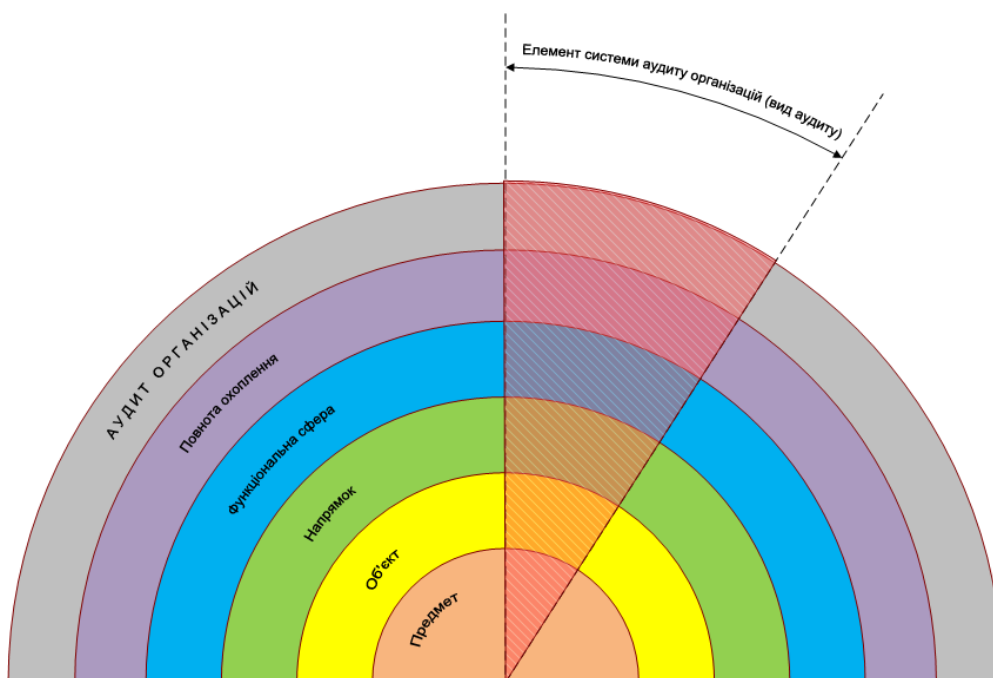 Елемент системи аудиту організацій (вид аудиту)
АУДИТ ОРГАНІЗАЦІЙ
Повнота охоплення
Функціональна сфера
Напрямок
Об'єкт
Предмет